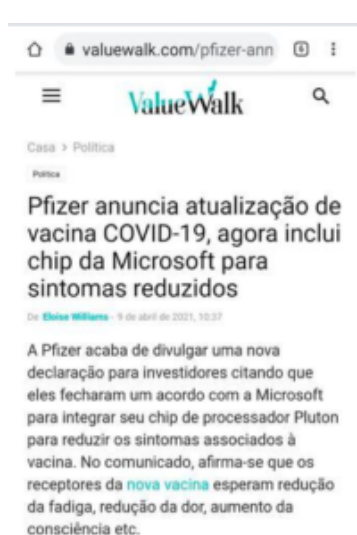 valuewalk.com/pfizer-ann
ValueWalk
Casa > Política
Política
Pfizer anuncia atualização de
vacina COVID-19, agora inclui
chip da Microsoft para
sintomas reduzidos
De Eloise Williams - 9 de abril de 2021, 10:37
A Pfizer acaba de divulgar uma nova
declaração para investidores citando que
eles fecharam um acordo com a Microsoft
para integrar seu chip de processador Pluton
para reduzir os sintomas associados à
vacina. No comunicado, afirma-se que os
receptores da nova vacina esperam redução
da fadiga, redução da dor, aumento da
consciência etc.